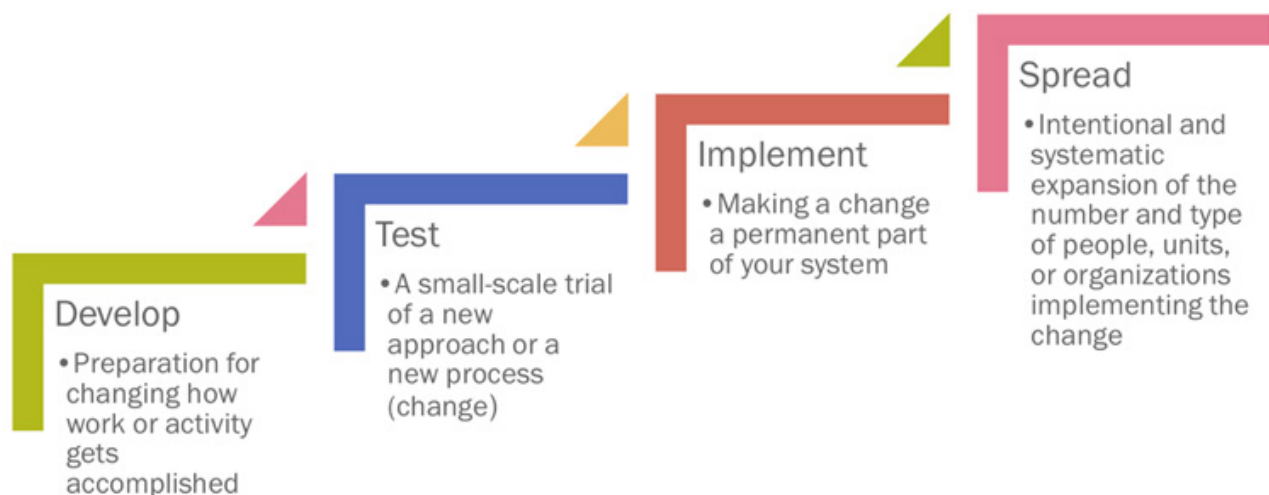 Develop
•Preparation for
changing how
work or activity
gets
accomplished
Test
•A small-scale trial
of a new
approach or a
new process
(change)
Implement
•Making a change
a permanent part
of your system
Spread
•Intentional and
systematic
expansion of the
number and type
of people, units,
or organizations
implementing the
change